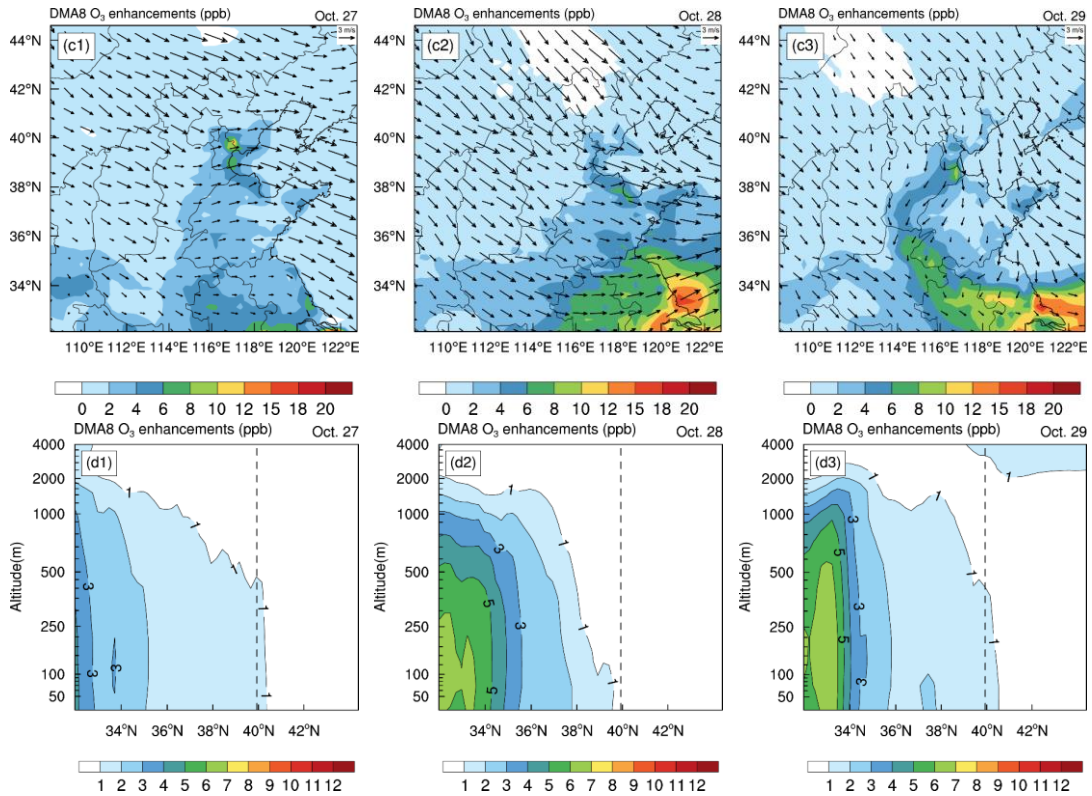 DMA8 O₃ enhancements (ppb) Oct. 27
(c1)
3 m/s
44°N
42°N
40°N
38°N
36°N
34°N
110°E 112°E 114°E 116°E 118°E 120°E 122°E
0 2 4 6 8 10 12 15 18 20
DMA8 O₃ enhancements (ppb) Oct. 28
(c2)
3 m/s
44°N
42°N
40°N
38°N
36°N
34°N
110°E 112°E 114°E 116°E 118°E 120°E 122°E
0 2 4 6 8 10 12 15 18 20
DMA8 O₃ enhancements (ppb) Oct. 29
(c3)
3 m/s
44°N
42°N
40°N
38°N
36°N
34°N
110°E 112°E 114°E 116°E 118°E 120°E 122°E
0 2 4 6 8 10 12 15 18 20
DMA8 O₃ enhancements (ppb) Oct. 27
(d1)
Altitude(m)
4000
2000
1000
500
250
100
50
1
1
1
1
1
3
3
3
34°N 36°N 38°N 40°N 42°N
1 2 3 4 5 6 7 8 9 10 11 12
DMA8 O₃ enhancements (ppb) Oct. 28
(d2)
Altitude(m)
4000
2000
1000
500
250
100
50
1
1
1
1
3
3
5
5
34°N 36°N 38°N 40°N 42°N
1 2 3 4 5 6 7 8 9 10 11 12
DMA8 O₃ enhancements (ppb) Oct. 29
(d3)
Altitude(m)
4000
2000
1000
500
250
100
50
1
1
1
1
1
3
3
3
5
5
34°N 36°N 38°N 40°N 42°N
1 2 3 4 5 6 7 8 9 10 11 12